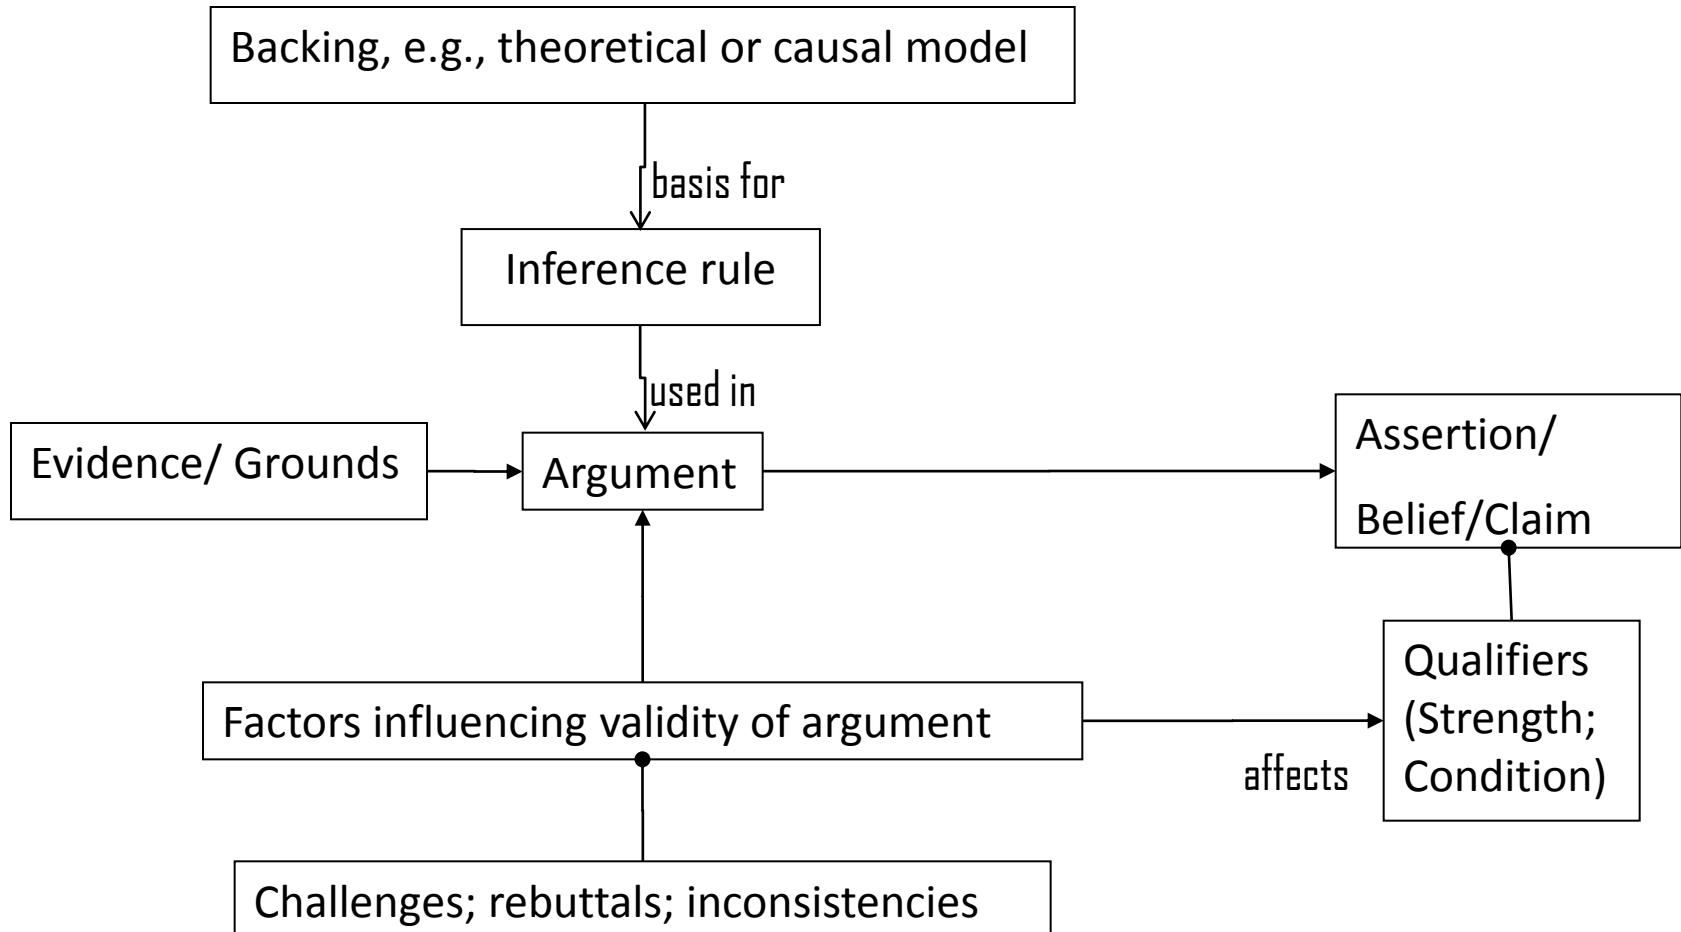 Backing, e.g., theoretical or causal model
basis for
Inference rule
used in
Evidence/ Grounds
Argument
Assertion/
Belief/Claim
Factors influencing validity of argument
affects
Qualifiers
(Strength;
Condition)
Challenges; rebuttals; inconsistencies